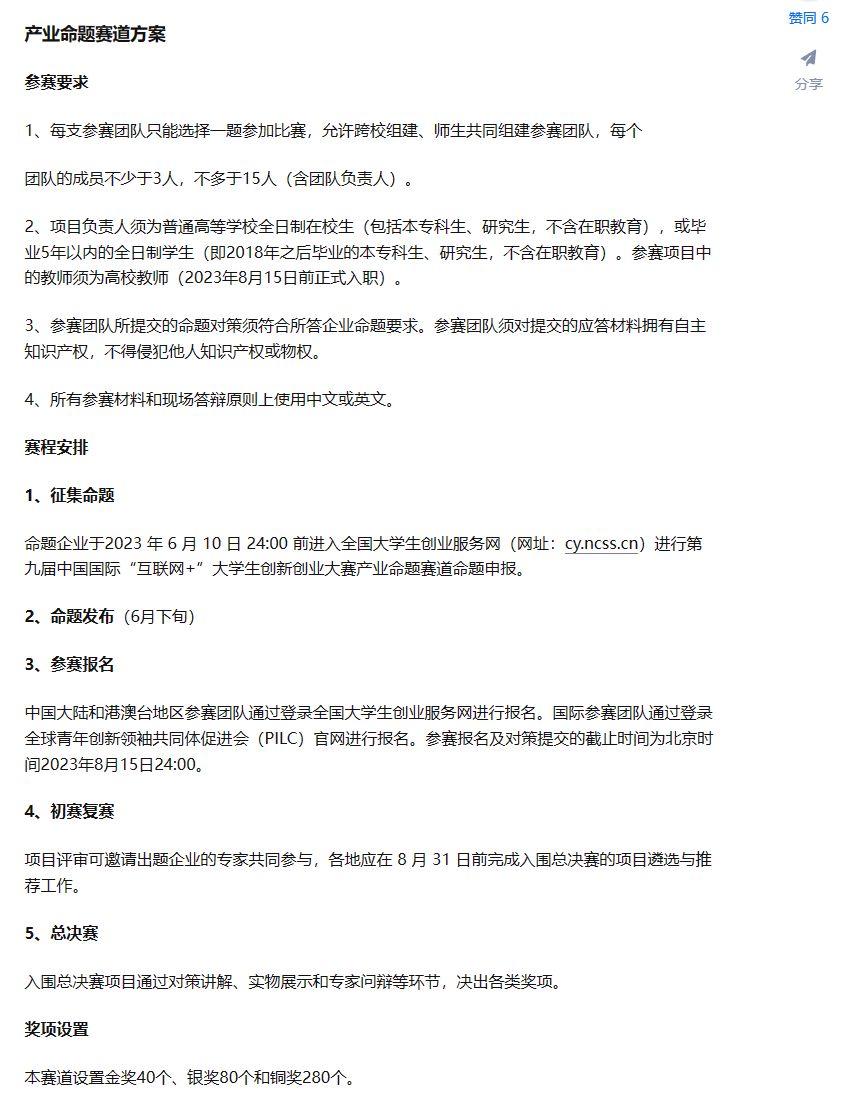 产业命题赛道方案
赞同 6
分享
参赛要求
1、每支参赛团队只能选择一题参加比赛，允许跨校组建、师生共同组建参赛团队，每个
团队的成员不少于3人，不多于15人（含团队负责人）。
2、项目负责人须为普通高等学校全日制在校生（包括本专科生、研究生，不含在职教育），或毕
业5年以内的全日制学生（即2018年之后毕业的本专科生、研究生，不含在职教育）。参赛项目中
的教师须为高校教师（2023年8月15日前正式入职）。
3、参赛团队所提交的命题对策须符合所答企业命题要求。参赛团队须对提交的应答材料拥有自主
知识产权，不得侵犯他人知识产权或物权。
4、所有参赛材料和现场答辩原则上使用中文或英文。
赛程安排
1、征集命题
命题企业于2023 年 6 月 10 日 24:00 前进入全国大学生创业服务网（网址：cy.ncss.cn）进行第
九届中国国际“互联网+”大学生创新创业大赛产业命题赛道命题申报。
2、命题发布（6月下旬）
3、参赛报名
中国大陆和港澳台地区参赛团队通过登录全国大学生创业服务网进行报名。国际参赛团队通过登录
全球青年创新领袖共同体促进会（PILC）官网进行报名。参赛报名及对策提交的截止时间为北京时
间2023年8月15日24:00。
4、初赛复赛
项目评审可邀请出题企业的专家共同参与，各地应在 8 月 31 日前完成入围总决赛的项目遴选与推
荐工作。
5、总决赛
入围总决赛项目通过对策讲解、实物展示和专家问辩等环节，决出各类奖项。
奖项设置
本赛道设置金奖40个、银奖80个和铜奖280个。